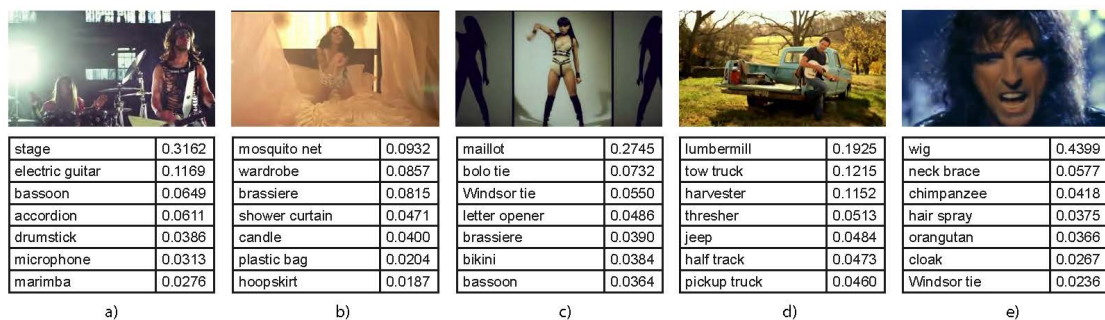 stage 0.3162
electric guitar 0.1169
bassoon 0.0649
accordion 0.0611
drumstick 0.0386
microphone 0.0313
marimba 0.0276
a)
mosquito net 0.0932
wardrobe 0.0857
brassiere 0.0815
shower curtain 0.0471
candle 0.0400
plastic bag 0.0204
hoopskirt 0.0187
b)
maillot 0.2745
bolo tie 0.0732
Windsor tie 0.0550
letter opener 0.0486
brassiere 0.0390
bikini 0.0384
bassoon 0.0364
c)
lumbermill 0.1925
tow truck 0.1215
harvester 0.1152
thresher 0.0513
jeep 0.0484
half track 0.0473
pickup truck 0.0460
d)
wig 0.4399
neck brace 0.0577
chimpanzee 0.0418
hair spray 0.0375
orangutan 0.0366
cloak 0.0267
Windsor tie 0.0236
e)